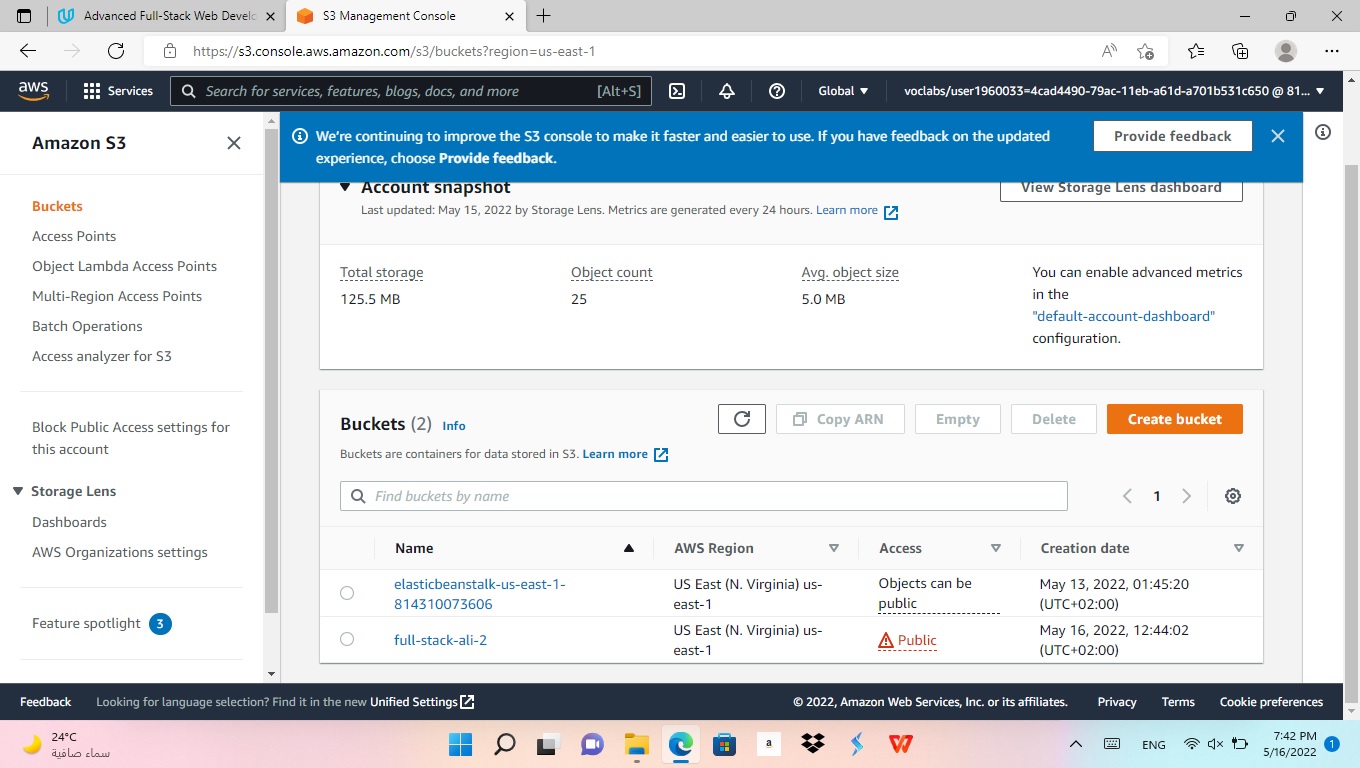 Advanced Full-Stack Web Develo
S3 Management Console
https://s3.console.aws.amazon.com/s3/buckets?region=us-east-1
aws
Services
Search for services, features, blogs, docs, and more
[Alt+S]
Global
voclabs/user1960033=4cad4490-79ac-11eb-a61d-a701b531c650 @ 81...
Amazon S3
Buckets
Access Points
Object Lambda Access Points
Multi-Region Access Points
Batch Operations
Access analyzer for S3
Block Public Access settings for
this account
Storage Lens
Dashboards
AWS Organizations settings
Feature spotlight 3
We're continuing to improve the S3 console to make it faster and easier to use. If you have feedback on the updated
experience, choose Provide feedback.
Provide feedback
Account snapshot
View Storage Lens dashboard
Last updated: May 15, 2022 by Storage Lens. Metrics are generated every 24 hours. Learn more
Total storage
125.5 MB
Object count
25
Avg. object size
5.0 MB
You can enable advanced metrics
in the
"default-account-dashboard"
configuration.
Buckets (2) Info
Copy ARN
Empty
Delete
Create bucket
Buckets are containers for data stored in S3. Learn more
Find buckets by name
1
Name
AWS Region
Access
Creation date
elasticbeanstalk-us-east-1-
814310073606
US East (N. Virginia) us-
east-1
Objects can be
public
May 13, 2022, 01:45:20
(UTC+02:00)
full-stack-ali-2
US East (N. Virginia) us-
east-1
Public
May 16, 2022, 12:44:02
(UTC+02:00)
Feedback
Looking for language selection? Find it in the new Unified Settings
© 2022, Amazon Web Services, Inc. or its affiliates.
Privacy
Terms
Cookie preferences
24°C
سماء صافية
a
ENG
7:42 PM
5/16/2022
1